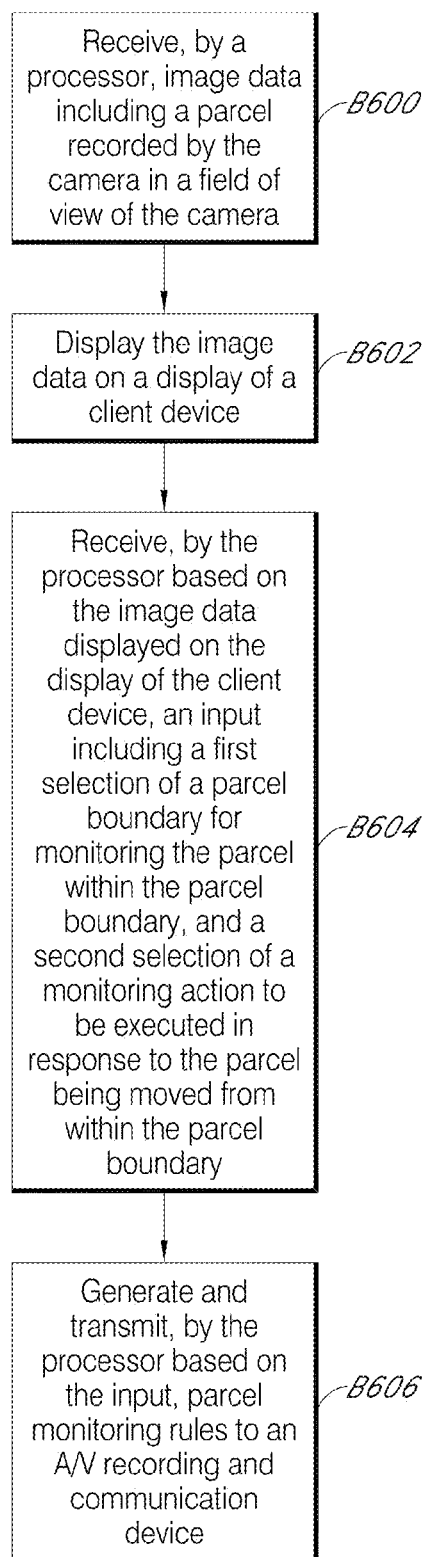 Receive, by a
processor, image data
including a parcel
recorded by the
camera in a field of
view of the camera
B600
Display the image
data on a display of a
client device
B602
Receive, by the
processor based on
the image data
displayed on the
display of the client
device, an input
including a first
selection of a parcel
boundary for
monitoring the parcel
within the parcel
boundary, and a
second selection of a
monitoring action to
be executed in
response to the parcel
being moved from
within the parcel
boundary
B604
Generate and
transmit, by the
processor based on
the input, parcel
monitoring rules to an
A/V recording and
communication
device
B606